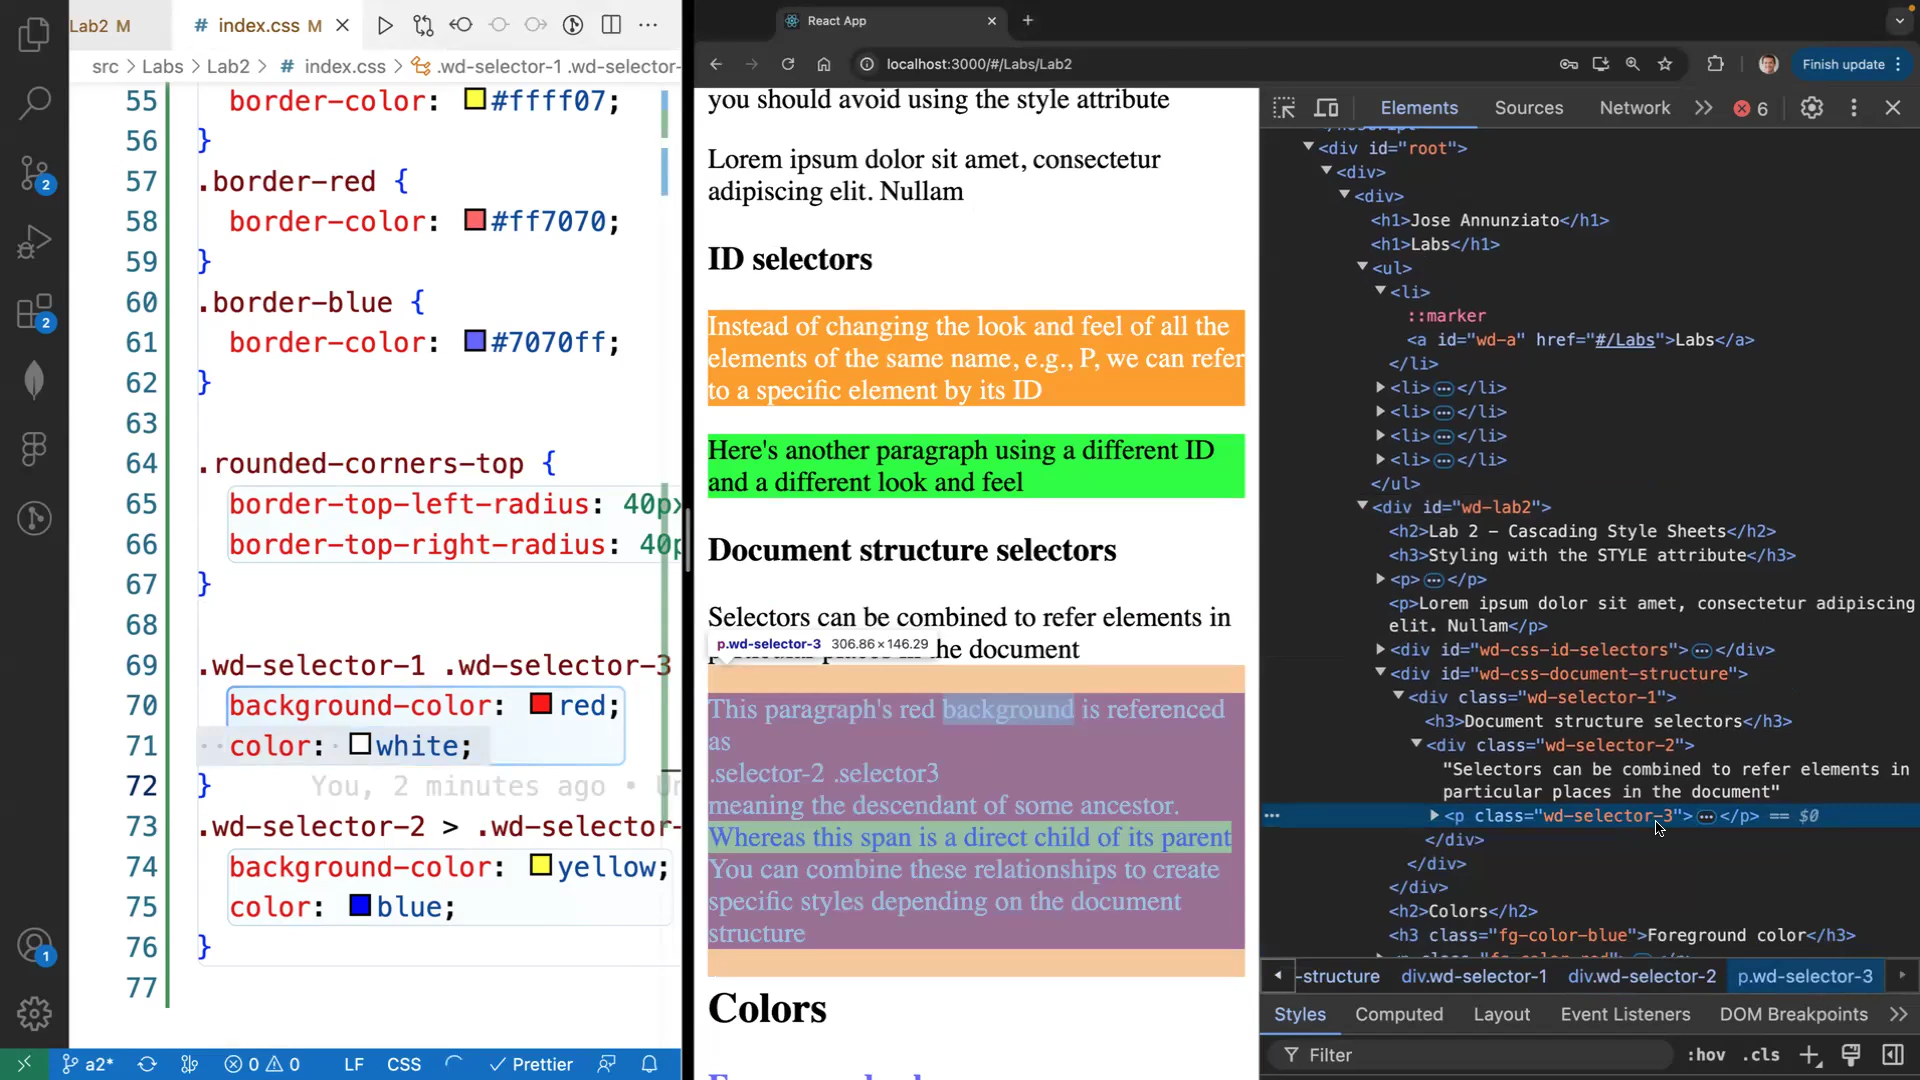 Lab2 M
# index.css M
src > Labs > Lab2 > # index.css > .wd-selector-1 .wd-selector-
55 border-color: #ffff07;
56 }
57 .border-red {
58 border-color: #ff7070;
59 }
60 .border-blue {
61 border-color: #7070ff;
62 }
63
64 .rounded-corners-top {
65 border-top-left-radius: 40px
66 border-top-right-radius: 40p
67 }
68
69 .wd-selector-1 .wd-selector-3
70 background-color: red;
71 color: white;
72 } You, 2 minutes ago • Un
73 .wd-selector-2 > .wd-selector-
74 background-color: yellow;
75 color: blue;
76 }
77
2
2
1
a2* 0 0 LF CSS Prettier
React App
localhost:3000/#/Labs/Lab2
Finish update
you should avoid using the style attribute
Lorem ipsum dolor sit amet, consectetur
adipiscing elit. Nullam
ID selectors
Instead of changing the look and feel of all the
elements of the same name, e.g., P, we can refer
to a specific element by its ID
Here's another paragraph using a different ID
and a different look and feel
Document structure selectors
Selectors can be combined to refer elements in
p.wd-selector-3 306.86×146.29
particular places in the document
This paragraph's red background is referenced
as
.selector-2 .selector3
meaning the descendant of some ancestor.
Whereas this span is a direct child of its parent
You can combine these relationships to create
specific styles depending on the document
structure
Colors
Elements Sources Network 6
<div id="root">
<div>
<div>
<h1>Jose Annunziato</h1>
<h1>Labs</h1>
<ul>
<li>
::marker
<a id="wd-a" href="#/Labs">Labs</a>
</li>
<li>…</li>
<li>…</li>
<li>…</li>
<li>…</li>
</ul>
<div id="wd-lab2">
<h2>Lab 2 – Cascading Style Sheets</h2>
<h3>Styling with the STYLE attribute</h3>
<p>…</p>
<p>Lorem ipsum dolor sit amet, consectetur adipiscing
elit. Nullam</p>
<div id="wd-css-id-selectors">…</div>
<div id="wd-css-document-structure">
<div class="wd-selector-1">
<h3>Document structure selectors</h3>
<div class="wd-selector-2">
"Selectors can be combined to refer elements in
particular places in the document"
… <p class="wd-selector-3">…</p> == $0
</div>
</div>
</div>
<h2>Colors</h2>
<h3 class="fg-color-blue">Foreground color</h3>
-structure div.wd-selector-1 div.wd-selector-2 p.wd-selector-3
Styles Computed Layout Event Listeners DOM Breakpoints
Filter :hov .cls